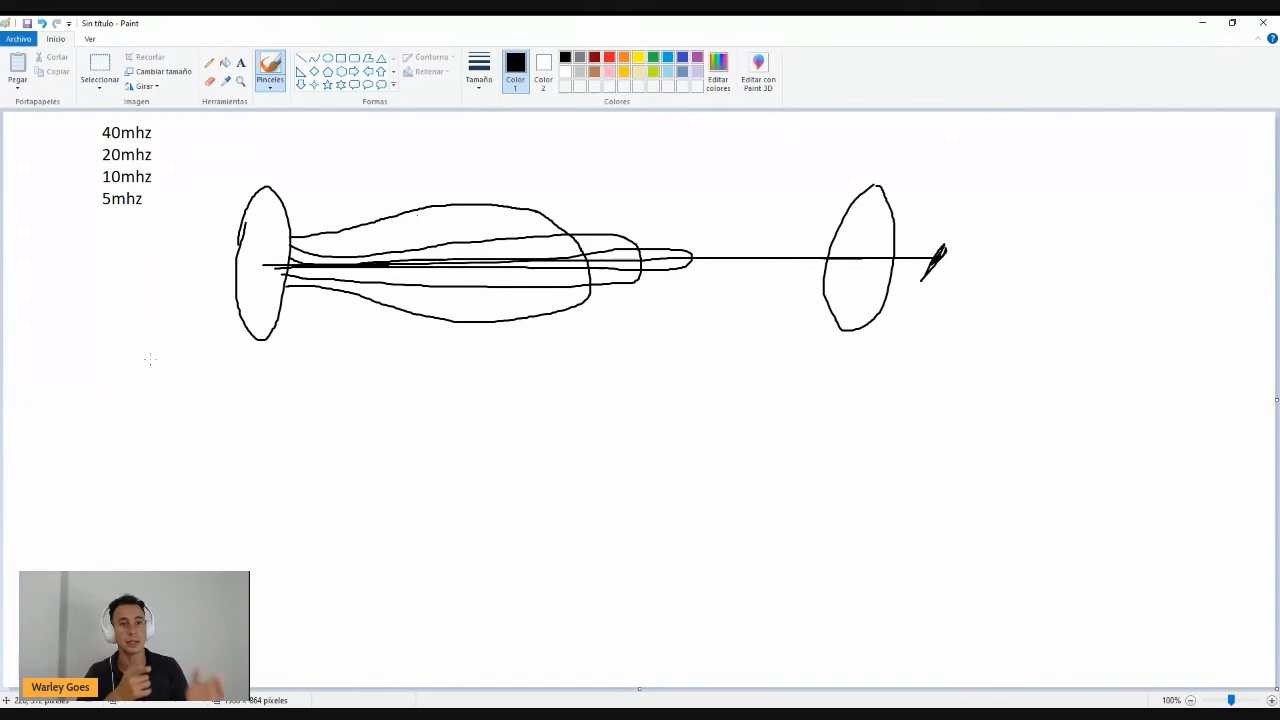 Sin título - Paint
Archivo
Inicio
Ver
Pegar
Cortar
Copiar
Portapapeles
Seleccionar
Recortar
Cambiar tamaño
Girar
Imagen
A
Herramientas
Pinceles
Contorno
Rellenar
Formas
Tamaño
Color
1
Color
2
Editar
colores
Editar con
Paint 3D
Colores
40mhz
20mhz
10mhz
5mhz
Warley Goes
píxeles
píxeles
100%